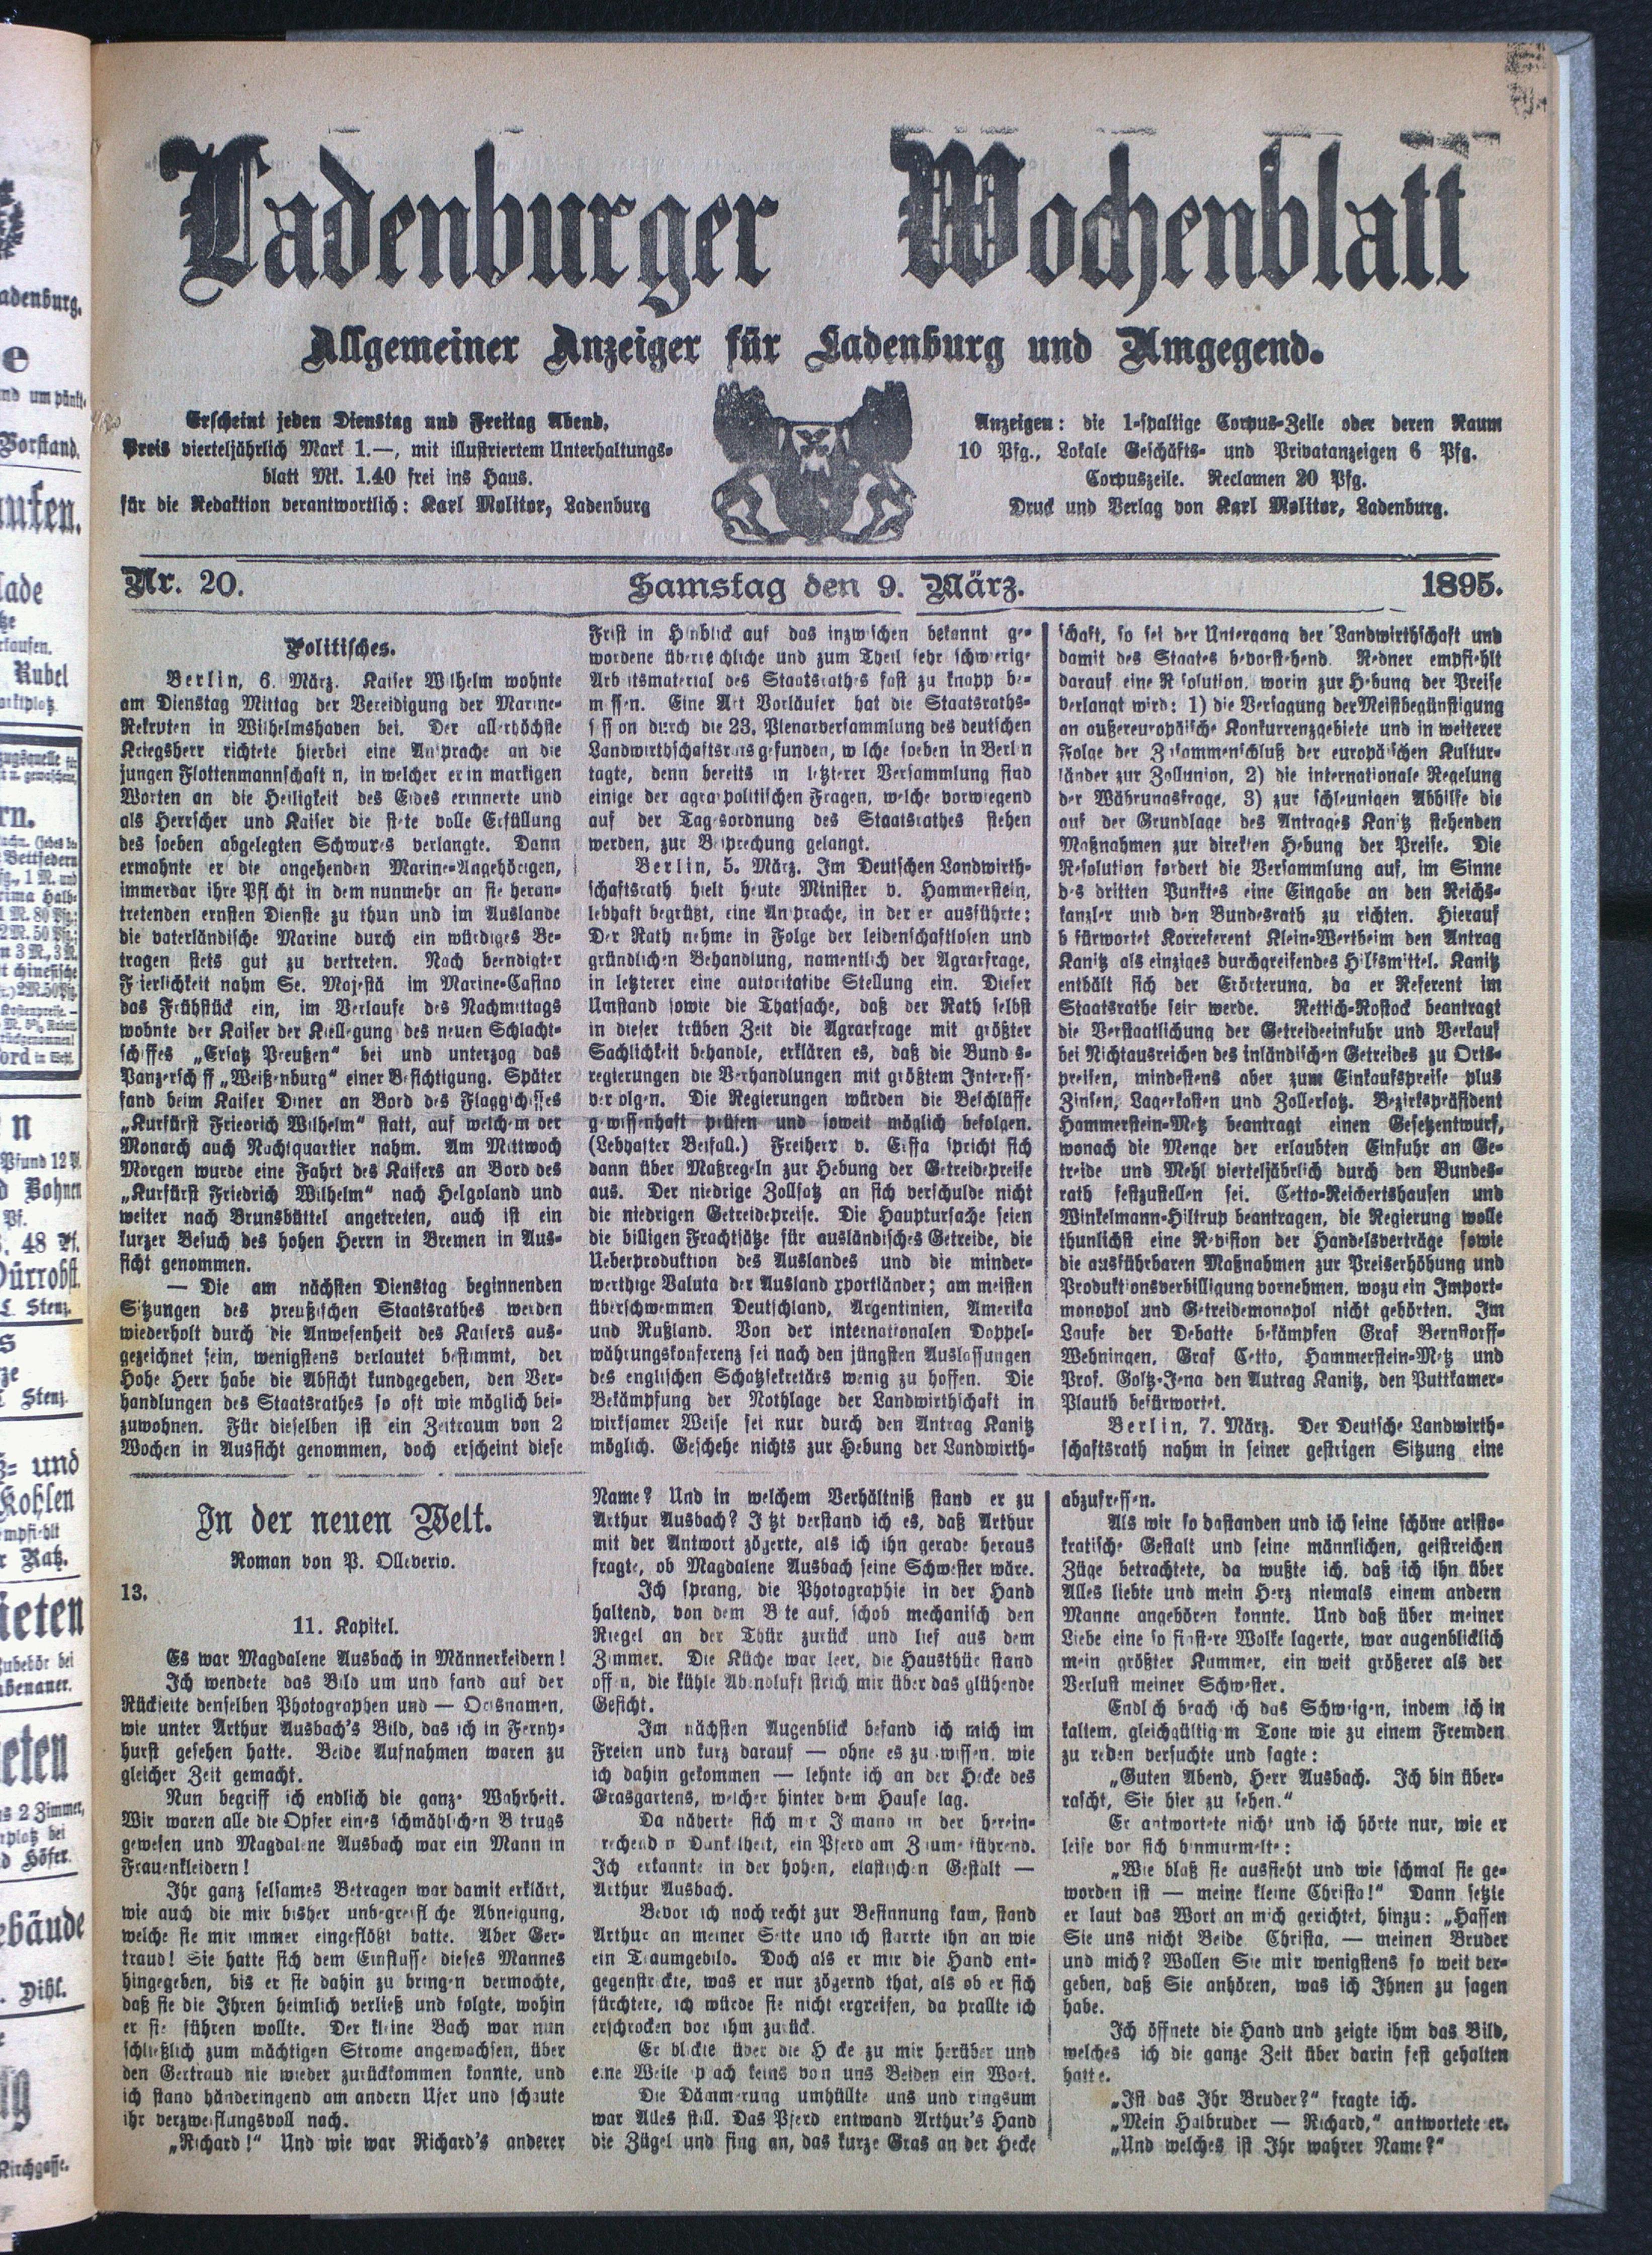 Ladenburger Wochenblatt
Allgemeiner Anzeiger für Ladenburg und Umgegend.
Erscheint jeden Dienstag und Freitag Abend.
Preis vierteljährlich Mark 1.—, mit illustriertem Unterhaltungs-
blatt Mk. 1.40 frei ins Haus.
für die Redaktion verantwortlich: Karl Molitor, Ladenburg
Anzeigen: die 1-spaltige Corpus-Zeile oder deren Raum
10 Pfg., Lokale Geschäfts- und Privatanzeigen 6 Pfg.
Corpuszeile. Reclamen 20 Pfg.
Druck und Verlag von Karl Molitor, Ladenburg.
Nr. 20.
Samstag den 9. März.
1895.
Politisches.
Berlin, 6. März. Kaiser Wilhelm wohnte
am Dienstag Mittag der Vereidigung der Marine-
Rekruten in Wilhelmshaven bei. Der allerhöchste
Kriegsherr richtete hierbei eine Ansprache an die
jungen Flottenmannschaft n, in welcher er in markigen
Worten an die Heiligkeit des Eides erinnerte und
als Herrscher und Kaiser die stete volle Erfüllung
des soeben abgelegten Schwures verlangte. Dann
ermahnte er die angehenden Marine-Angehörigen,
immerdar ihre Pflicht in dem nunmehr an sie heran-
tretenden ernsten Dienste zu thun und im Auslande
die vaterländische Marine durch ein würdiges Be-
tragen stets gut zu vertreten. Nach beendigter
Feierlichkeit nahm Se. Majestä im Marine-Casino
das Frühstück ein, im Verlaufe des Nachmittags
wohnte der Kaiser der Kiellegung des neuen Schlacht-
schiffes „Ersatz Preußen“ bei und unterzog das
Panzerschiff „Weißenburg“ einer Besichtigung. Später
fand beim Kaiser Diner an Bord des Flaggschiffes
„Kurfürst Friedrich Wilhelm“ statt, auf welchem der
Monarch auch Nachtquartier nahm. Am Mittwoch
Morgen wurde eine Fahrt des Kaisers an Bord des
„Kurfürst Friedrich Wilhelm“ nach Helgoland und
weiter nach Brunsbüttel angetreten, auch ist ein
kurzer Besuch des hohen Herrn in Bremen in Aus-
sicht genommen.
— Die am nächsten Dienstag beginnenden
Sitzungen des preußischen Staatsrathes werden
wiederholt durch die Anwesenheit des Kaisers aus-
gezeichnet sein, wenigstens verlautet bestimmt, der
Hohe Herr habe die Absicht kundgegeben, den Ver-
handlungen des Staatsrathes so oft wie möglich bei-
zuwohnen. Für dieselben ist ein Zeitraum von 2
Wochen in Aussicht genommen, doch erscheint diese
Frist in Hinblick auf das inzwischen bekannt ge-
wordene überreichliche und zum Theil sehr schwierige
Arbeitsmaterial des Staatsrathes fast zu knapp be-
messen. Eine Art Vorläufer hat die Staatsraths-
session durch die 23. Plenarversammlung des deutschen
Landwirthschaftsraths gefunden, welche soeben in Berlin
tagte, denn bereits in letzterer Versammlung sind
einige der agrarpolitischen Fragen, welche vorwiegend
auf der Tagesordnung des Staatsrathes stehen
werden, zur Besprechung gelangt.
Berlin, 5. März. Im Deutschen Landwirth-
schaftsrath hielt heute Minister v. Hammerstein,
lebhaft begrüßt, eine Ansprache, in der er ausführte:
Der Rath nehme in Folge der leidenschaftlosen und
gründlichen Behandlung, namentlich der Agrarfrage,
in letzterer eine autoritative Stellung ein. Dieser
Umstand sowie die Thatsache, daß der Rath selbst
in dieser trüben Zeit die Agrarfrage mit größter
Sachlichkeit behandle, erklären es, daß die Bundes-
regierungen die Verhandlungen mit größtem Interesse
verfolgen. Die Regierungen würden die Beschlüsse
gewissenhaft prüfen und soweit möglich befolgen.
(Lebhafter Beifall.) Freiherr v. Cetta spricht sich
dann über Maßregeln zur Hebung der Getreidepreise
aus. Der niedrige Zollsatz an sich verschulde nicht
die niedrigen Getreidepreise. Die Hauptursache seien
die billigen Frachtsätze für ausländisches Getreide, die
Ueberproduktion des Auslandes und die minder-
werthige Valuta der Ausland xportländer; am meisten
überschwemmen Deutschland, Argentinien, Amerika
und Rußland. Von der internationalen Doppel-
währungskonferenz sei nach den jüngsten Auslassungen
des englischen Schatzsekretärs wenig zu hoffen. Die
Bekämpfung der Nothlage der Landwirthschaft in
wirksamer Weise sei nur durch den Antrag Kanitz
möglich. Geschehe nichts zur Hebung der Landwirth-
schaft, so sei der Untergang der Landwirthschaft und
damit des Staates bevorstehend. Redner empfiehlt
darauf eine Resolution, worin zur Hebung der Preise
verlangt wird: 1) die Versagung der Meistbegünstigung
an außereuropäische Konkurrenzgebiete und in weiterer
Folge der Zusammenschluß der europäischen Kultur-
länder zur Zollunion, 2) die internationale Regelung
der Währungsfrage, 3) zur schleunigen Abhilfe die
auf der Grundlage des Antrages Kanitz stehenden
Maßnahmen zur direkten Hebung der Preise. Die
Resolution fordert die Versammlung auf, im Sinne
des dritten Punktes eine Eingabe an den Reichs-
kanzler und den Bundesrath zu richten. Hierauf
b fürwortet Korreferent Klein-Wertheim den Antrag
Kanitz als einziges durchgreifendes Hilfsmittel. Kanitz
enthält sich der Erörterung, da er Referent im
Staatsrathe sein werde. Rettich-Rostock beantragt
die Verstaatlichung der Getreideeinfuhr und Verkauf
bei Nichtausreichen des inländischen Getreides zu Orts-
preisen, mindestens aber zum Einkaufspreise plus
Zinsen, Lagerkosten und Zollersatz. Bezirkspräsident
Hammerstein-Metz beantragt einen Gesetzentwurf,
wonach die Menge der erlaubten Einfuhr an Ge-
treide und Mehl vierteljährlich durch den Bundes-
rath festzustellen sei. Cetto-Reichertshausen und
Winkelmann-Hiltrup beantragen, die Regierung wolle
thunlichst eine Revision der Handelsverträge sowie
die ausführbaren Maßnahmen zur Preiserhöhung und
Produktionsverbilligung vornehmen, wozu ein Import-
monopol und Getreidemonopol nicht gehörten. Im
Laufe der Debatte bekämpfen Graf Bernstorff-
Wehningen, Graf Cetto, Hammerstein-Metz und
Prof. Goltz-Jena den Antrag Kanitz, den Puttkamer-
Plauth befürwortet.
Berlin, 7. März. Der Deutsche Landwirth-
schaftsrath nahm in seiner gestrigen Sitzung eine
In der neuen Welt.
Roman von P. Olleverio.
13.
11. Kapitel.
Es war Magdalene Ausbach in Männerkeidern!
Ich wendete das Bild um und fand auf der
Rückseite denselben Photographen und — Ortsnamen,
wie unter Arthur Ausbach's Bild, das ich in Ferny-
hurst gesehen hatte. Beide Aufnahmen waren zu
gleicher Zeit gemacht.
Nun begriff ich endlich die ganze Wahrheit.
Wir waren alle die Opfer eines schmählichen B trugs
gewesen und Magdalene Ausbach war ein Mann in
Frauenkleidern!
Ihr ganz selsames Betragen war damit erklärt,
wie auch die mir bisher unbegreifliche Abneigung,
welche sie mir immer eingeflößt hatte. Aber Ger-
traud! Sie hatte sich dem Einflusse dieses Mannes
hingegeben, bis er sie dahin zu bringen vermochte,
daß sie die Ihren heimlich verließ und folgte, wohin
er sie führen wollte. Der kleine Bach war nun
schließlich zum mächtigen Strome angewachsen, über
den Gertraud nie wieder zurückkommen konnte, und
ich stand händeringend am andern Ufer und schaute
ihr verzweiflungsvoll nach.
„Richard!“ Und wie war Richard's anderer
Name? Und in welchem Verhältniß stand er zu
Arthur Ausbach? J tzt verstand ich es, daß Arthur
mit der Antwort zögerte, als ich ihn gerade heraus
fragte, ob Magdalene Ausbach seine Schwester wäre.
Ich sprang, die Photographie in der Hand
haltend, von dem B te auf, schob mechanisch den
Riegel an der Thür zurück und lief aus dem
Zimmer. Die Küche war leer, die Hausthür stand
offen, die kühle Abendluft strich mir über das glühende
Gesicht.
Im nächsten Augenblick befand ich mich im
Freien und kurz darauf — ohne es zu wissen, wie
ich dahin gekommen — lehnte ich an der Hecke des
Grasgartens, welcher hinter dem Hause lag.
Da näherte sich mir J mand in der herein-
rechend n Dunkelheit, ein Pferd am Zaume führend.
Ich erkannte in der hohen, elastischen Gestalt —
Arthur Ausbach.
Bevor ich noch recht zur Besinnung kam, stand
Arthur an meiner Seite und ich starrte ihn an wie
ein Traumgebild. Doch als er mir die Hand ent-
gegenstreckte, was er nur zögernd that, als ob er sich
fürchtete, ich würde sie nicht ergreifen, da prallte ich
erschrocken vor ihm zurück.
Er blickte über die H cke zu mir herüber und
eine Weile sprach keins von uns Beiden ein Wort.
Die Dämmerung umhüllte uns und ringsum
war Alles still. Das Pferd entwand Arthur's Hand
die Zügel und fing an, das kurze Gras an der Hecke
abzufressen.
Als wir so dastanden und ich seine schöne aristo-
kratische Gestalt und seine männlichen, geistreichen
Züge betrachtete, da wußte ich, daß ich ihn über
Alles liebte und mein Herz niemals einem andern
Manne angehören konnte. Und daß über meiner
Liebe eine so finstere Wolke lagerte, war augenblicklich
mein größter Kummer, ein weit größerer als der
Verlust meiner Schwester.
Endlich brach ich das Schweigen, indem ich in
kaltem, gleichgültigem Tone wie zu einem Fremden
zu reden versuchte und sagte:
„Guten Abend, Herr Ausbach. Ich bin über-
rascht, Sie hier zu sehen.“
Er antwortete nicht und ich hörte nur, wie er
leise vor sich hinmurmelte:
„Wie blaß sie aussieht und wie schmal sie ge-
worden ist — meine kleine Christa!“ Dann setzte
er laut das Wort an mich gerichtet, hinzu: „Hassen
Sie uns nicht Beide Christa, — meinen Bruder
und mich? Wollen Sie mir wenigstens so weit ver-
geben, daß Sie anhören, was ich Ihnen zu sagen
habe.
Ich öffnete die Hand und zeigte ihm das Bild,
welches ich die ganze Zeit über darin fest gehalten
hatte.
„Ist das Ihr Bruder?“ fragte ich.
„Mein Halbruder — Richard,“ antwortete er.
„Und welches ist Ihr wahrer Name?“